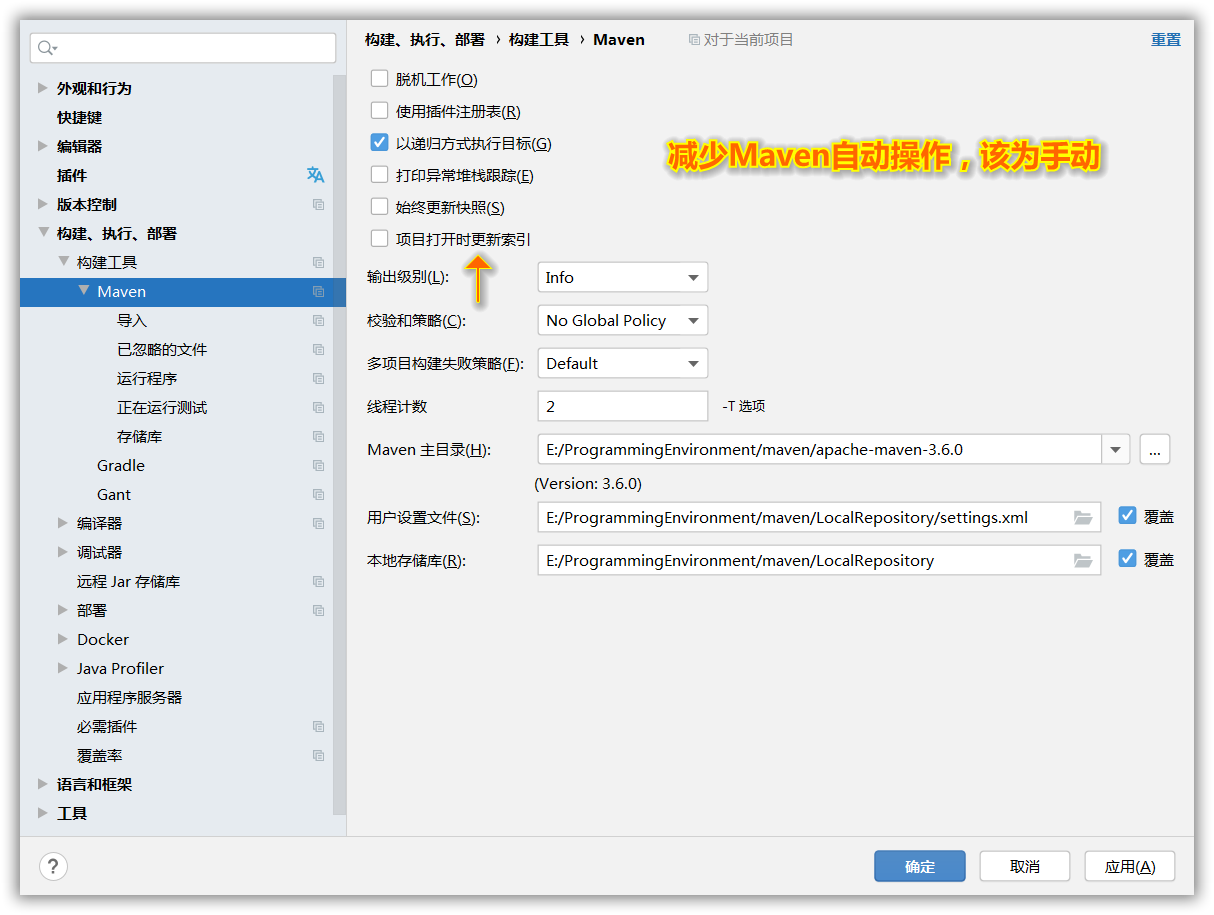 外观和行为
快捷键
编辑器
插件
版本控制
构建、执行、部署
构建工具
Maven
导入
已忽略的文件
运行程序
正在运行测试
存储库
Gradle
Gant
编译器
调试器
远程 Jar 存储库
部署
Docker
Java Profiler
应用程序服务器
必需插件
覆盖率
语言和框架
工具
构建、执行、部署 › 构建工具 › Maven 对于当前项目 重置
脱机工作(O)
使用插件注册表(R)
以递归方式执行目标(G)
打印异常堆栈跟踪(E)
始终更新快照(S)
项目打开时更新索引
减少Maven自动操作，该为手动
输出级别(L): Info
校验和策略(C): No Global Policy
多项目构建失败策略(F): Default
线程计数 2 -T 选项
Maven 主目录(H): E:/ProgrammingEnvironment/maven/apache-maven-3.6.0 ...
(Version: 3.6.0)
用户设置文件(S): E:/ProgrammingEnvironment/maven/LocalRepository/settings.xml 覆盖
本地存储库(R): E:/ProgrammingEnvironment/maven/LocalRepository 覆盖
? 确定 取消 应用(A)